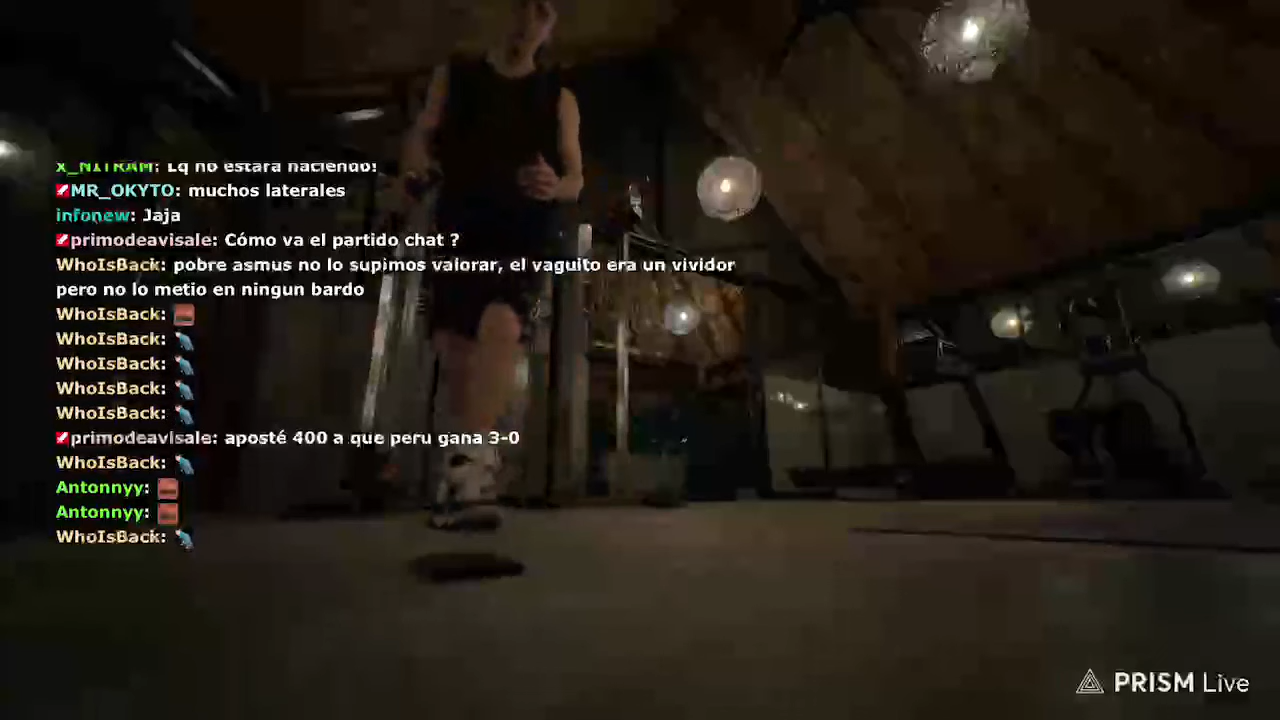 X_NITRAM: Lq no estara haciendo!
MR_OKYTO: muchos laterales
infonew: Jaja
primodeavisale: Cómo va el partido chat ?
WhoIsBack: pobre asmus no lo supimos valorar, el vaguito era un vividor
pero no lo metio en ningun bardo
WhoIsBack:
WhoIsBack:
WhoIsBack:
WhoIsBack:
WhoIsBack:
primodeavisale: aposté 400 a que peru gana 3-0
WhoIsBack:
Antonnyy:
Antonnyy:
WhoIsBack:
PRISM Live